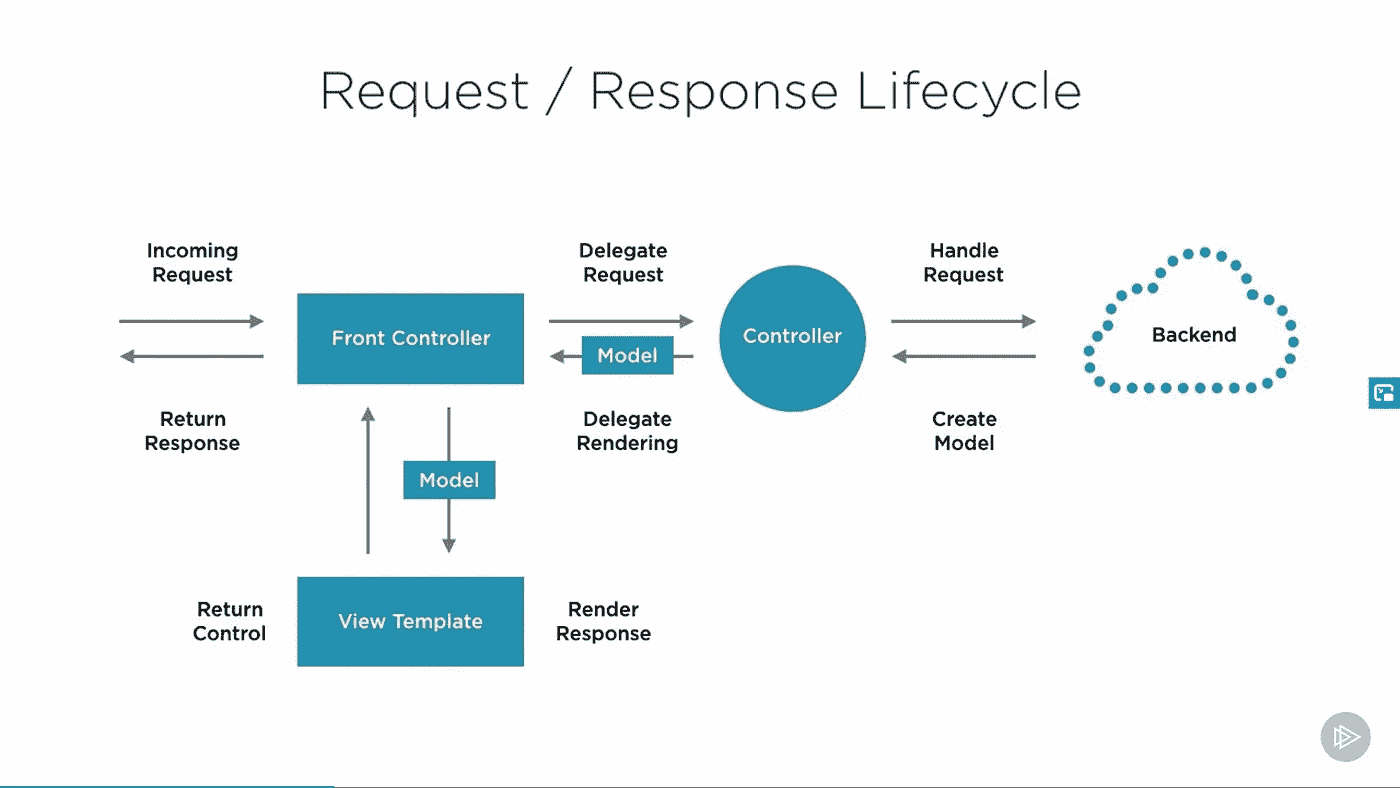 Request / Response Lifecycle
Incoming
Request
Delegate
Request
Handle
Request
Front Controller
Model
Controller
Backend
Return
Response
Delegate
Rendering
Create
Model
Model
Return
Control
View Template
Render
Response